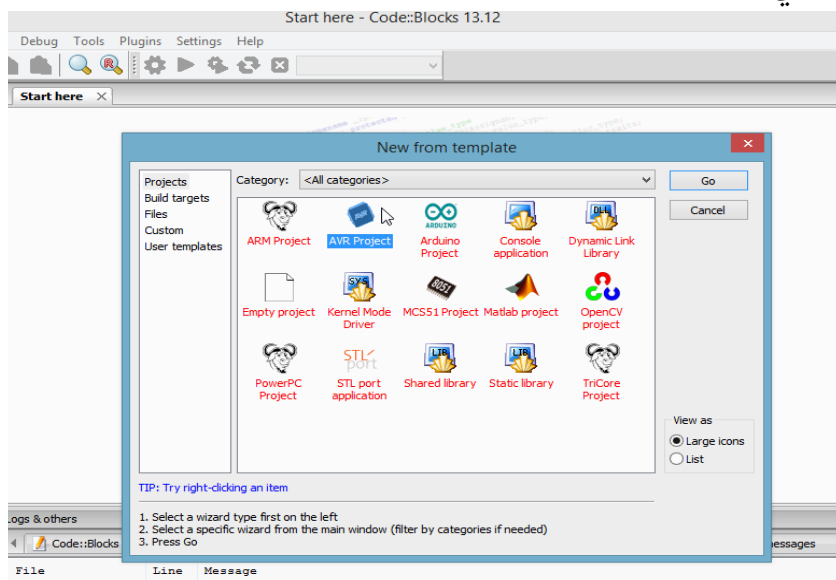 Start here - Code::Blocks 13.12
Debug Tools Plugins Settings Help
Start here
New from template
Projects
Build targets
Files
Custom
User templates
Category: <All categories>
Go
Cancel
ARM Project
AVR Project
Arduino
Project
Console
application
Dynamic Link
Library
Empty project
Kernel Mode
Driver
MCS51 Project
Matlab project
OpenCV
project
PowerPC
Project
STL port
application
Shared library
Static library
TriCore
Project
View as
Large icons
List
TIP: Try right-clicking an item
1. Select a wizard type first on the left
2. Select a specific wizard from the main window (filter by categories if needed)
3. Press Go
Logs & others
Code::Blocks
messages
File Line Message